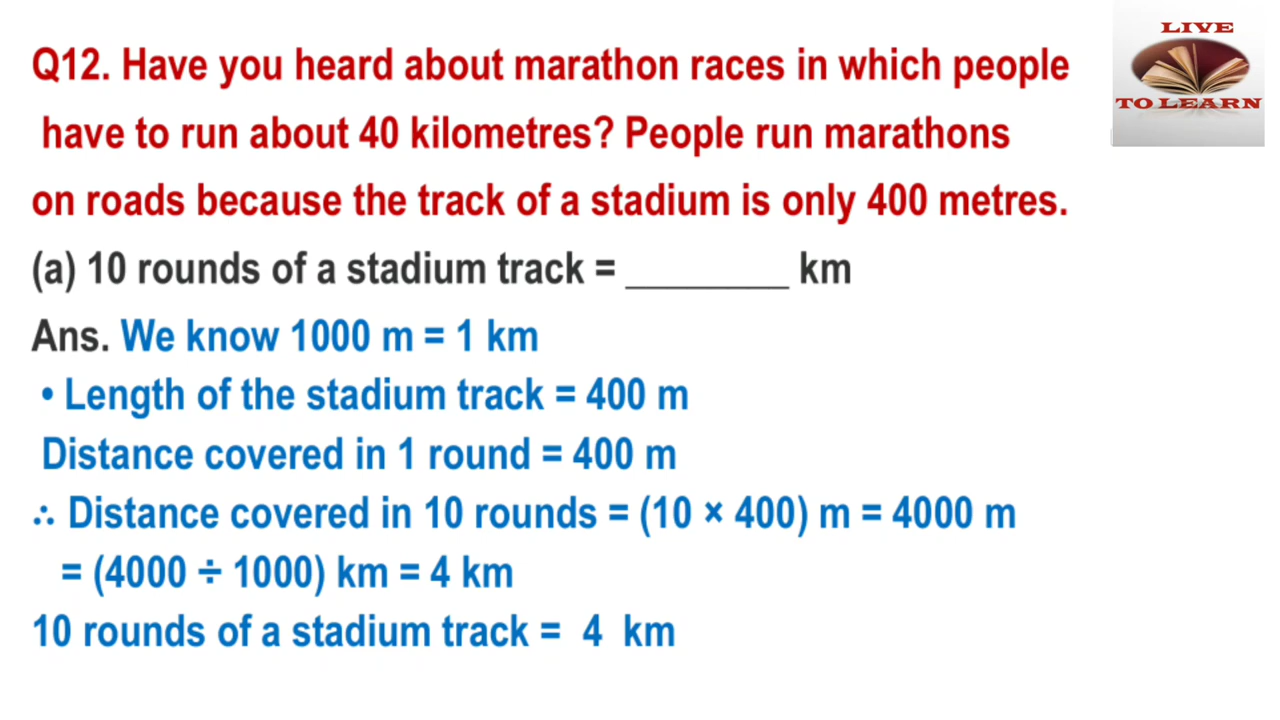 LIVE
TO LEARN
Q12. Have you heard about marathon races in which people
have to run about 40 kilometres? People run marathons
on roads because the track of a stadium is only 400 metres.
(a) 10 rounds of a stadium track = ________ km
Ans. We know 1000 m = 1 km
• Length of the stadium track = 400 m
Distance covered in 1 round = 400 m
∴ Distance covered in 10 rounds = (10 × 400) m = 4000 m
= (4000 ÷ 1000) km = 4 km
10 rounds of a stadium track = 4 km